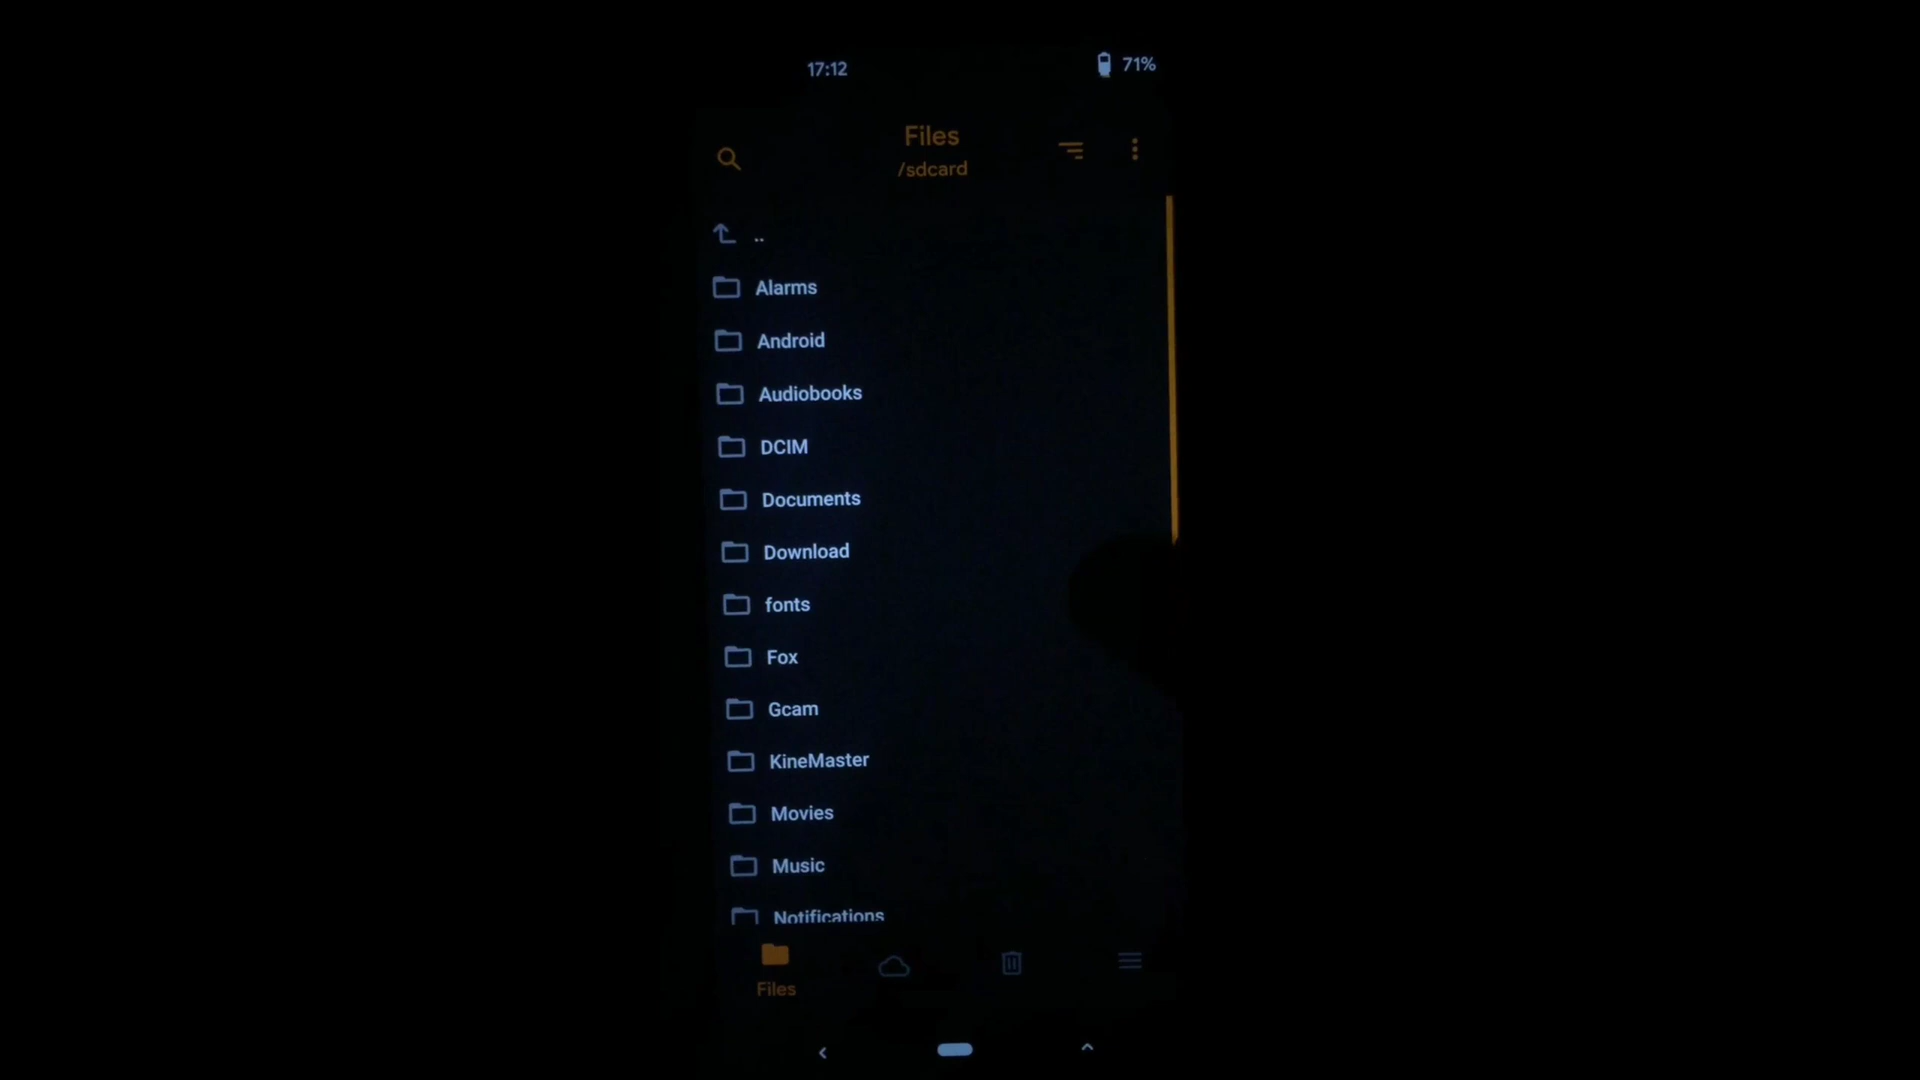 17:12
71%
Files
/sdcard
..
Alarms
Android
Audiobooks
DCIM
Documents
Download
fonts
Fox
Gcam
KineMaster
Movies
Music
Notifications
Files